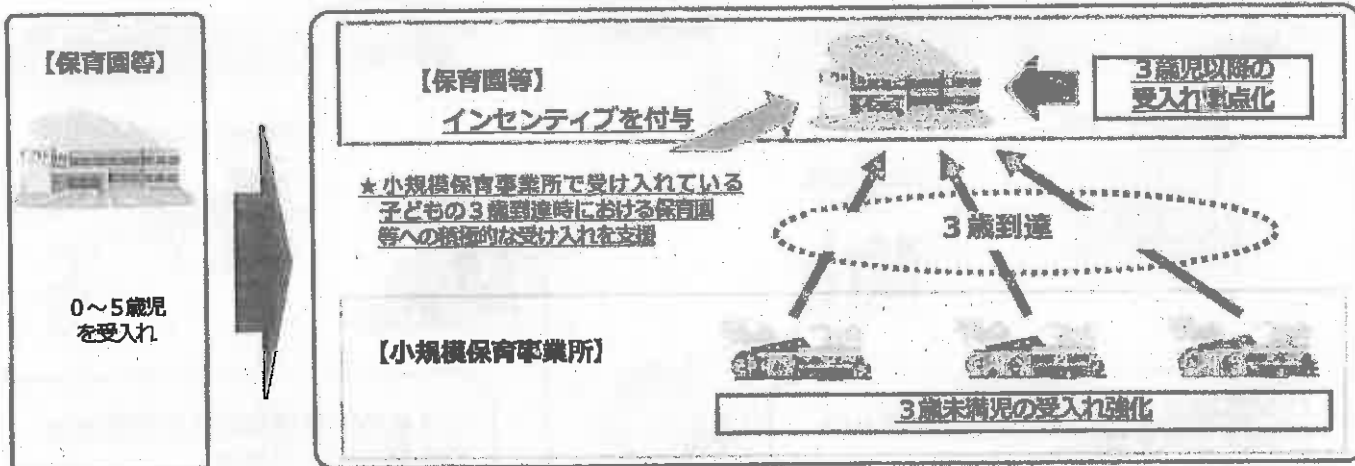 【保育園等】
0~5歳児
を受入れ
【保育園等】
インセンティブを付与
3歳児以降の
受入れ重点化
★小規模保育事業所で受け入れている
子どもの3歳到達時における保育園
等への積極的な受け入れを支援
3歳到達
【小規模保育事業所】
3歳未満児の受入れ強化